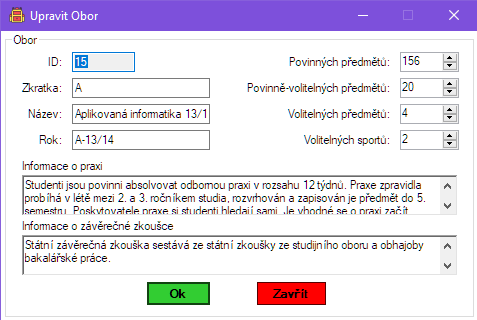 Upravit Obor
Obor
ID: 15
Povinných předmětů: 156
Zkratka: A
Povinně-volitelných předmětů: 20
Název: Aplikovaná informatika 13/1
Volitelných předmětů: 4
Rok: A-13/14
Volitelných sportů: 2
Informace o praxi
Studenti jsou povinni absolvovat odbornou praxi v rozsahu 12 týdnů. Praxe zpravidla
probíhá v létě mezi 2. a 3. ročníkem studia, rozvrhován a zapisován je předmět do 5.
semestru. Poskytovatele praxe si studenti hledají sami. Je vhodné se o praxi začít
Informace o závěrečné zkoušce
Státní závěrečná zkouška sestává ze státní zkoušky ze studijního oboru a obhajoby
bakalářské práce.
Ok
Zavřít